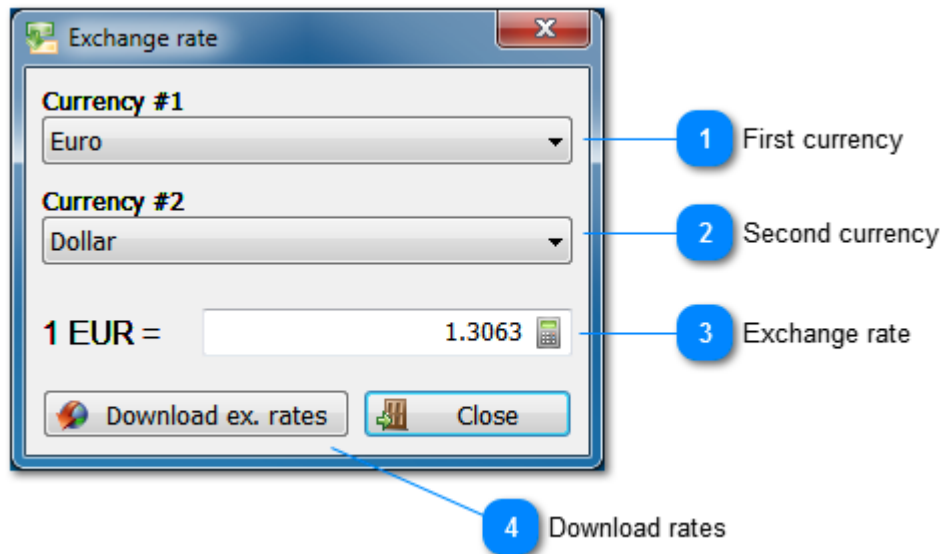 Exchange rate
Currency #1
Euro
1 First currency
Currency #2
Dollar
2 Second currency
1 EUR = 1.3063
3 Exchange rate
Download ex. rates Close
4 Download rates